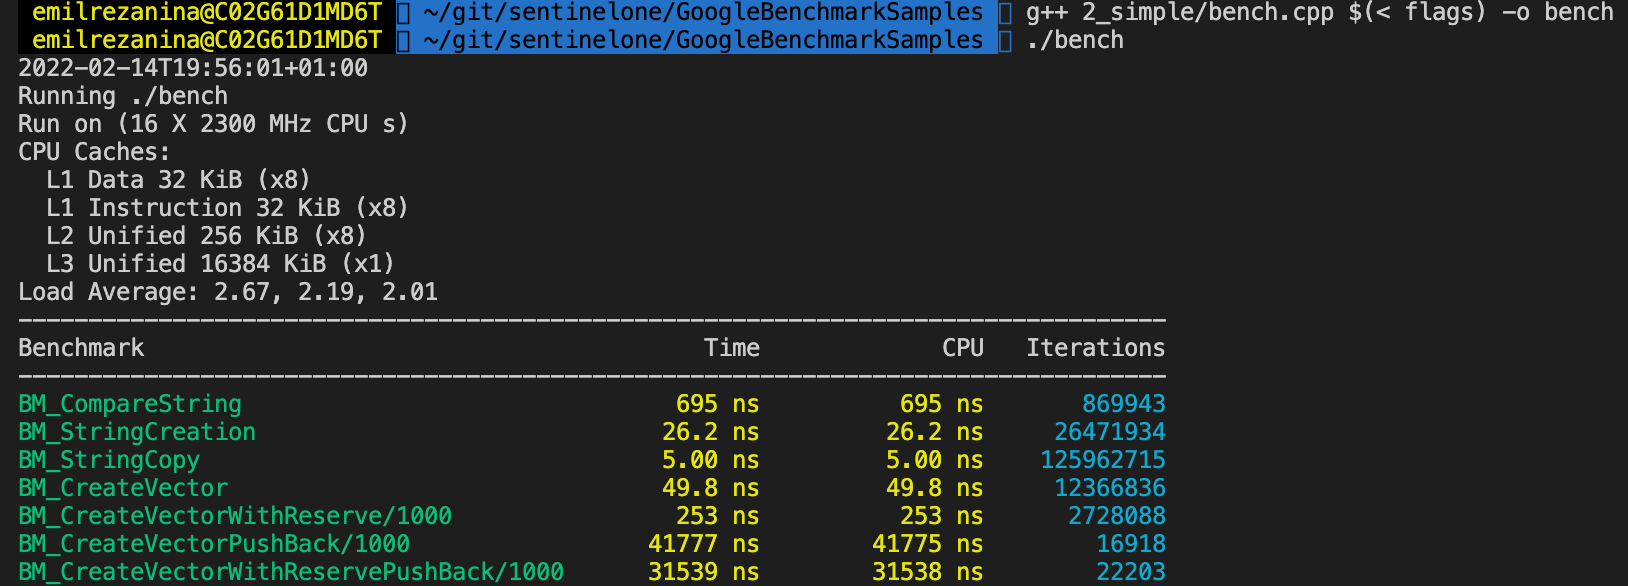 emilrezanina@C02G61D1MD6T ~/git/sentinelone/GoogleBenchmarkSamples g++ 2_simple/bench.cpp $(< flags) -o bench
emilrezanina@C02G61D1MD6T ~/git/sentinelone/GoogleBenchmarkSamples ./bench
2022-02-14T19:56:01+01:00
Running ./bench
Run on (16 X 2300 MHz CPU s)
CPU Caches:
  L1 Data 32 KiB (x8)
  L1 Instruction 32 KiB (x8)
  L2 Unified 256 KiB (x8)
  L3 Unified 16384 KiB (x1)
Load Average: 2.67, 2.19, 2.01
----------------------------------------------------------------------------------
Benchmark Time CPU Iterations
----------------------------------------------------------------------------------
BM_CompareString 695 ns 695 ns 869943
BM_StringCreation 26.2 ns 26.2 ns 26471934
BM_StringCopy 5.00 ns 5.00 ns 125962715
BM_CreateVector 49.8 ns 49.8 ns 12366836
BM_CreateVectorWithReserve/1000 253 ns 253 ns 2728088
BM_CreateVectorPushBack/1000 41777 ns 41775 ns 16918
BM_CreateVectorWithReservePushBack/1000 31539 ns 31538 ns 22203